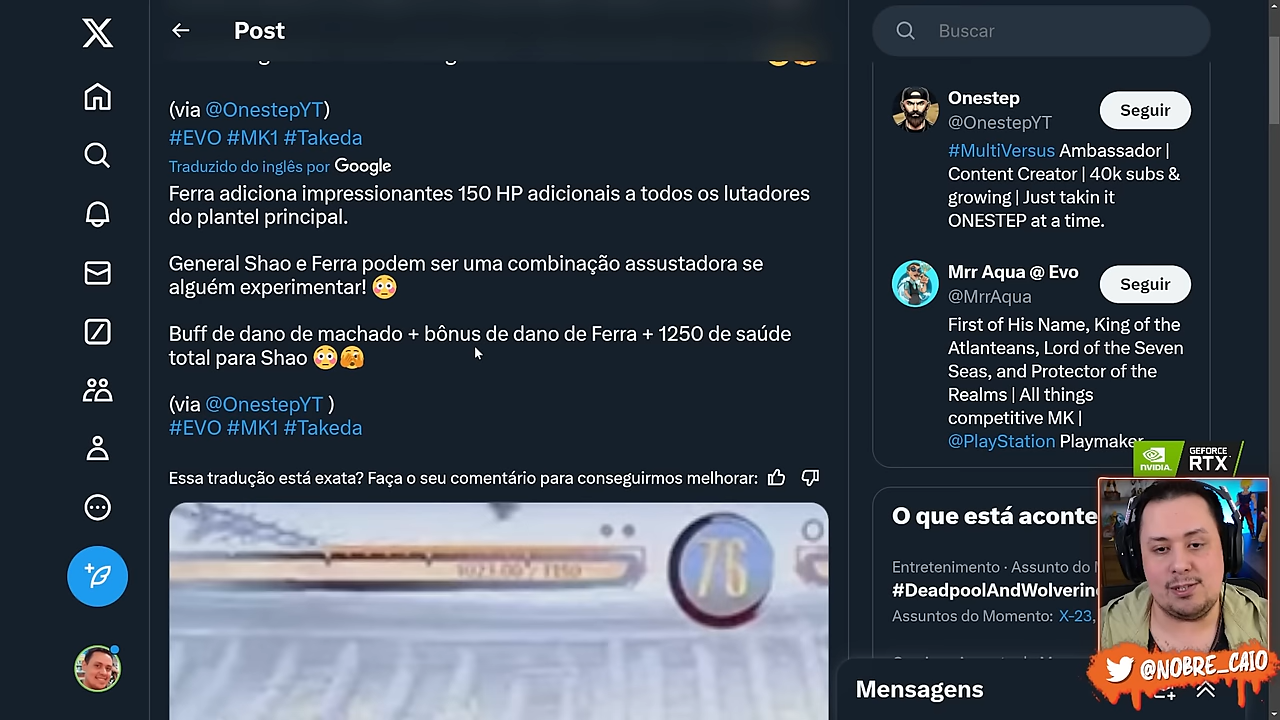 Post
Buscar
(via @OnestepYT)
#EVO #MK1 #Takeda
Traduzido do inglês por Google
Ferra adiciona impressionantes 150 HP adicionais a todos os lutadores
do plantel principal.
General Shao e Ferra podem ser uma combinação assustadora se
alguém experimentar! 😳
Buff de dano de machado + bônus de dano de Ferra + 1250 de saúde
total para Shao 😳🫣
(via @OnestepYT )
#EVO #MK1 #Takeda
Essa tradução está exata? Faça o seu comentário para conseguirmos melhorar:
76
Onestep
@OnestepYT
Seguir
#MultiVersus Ambassador |
Content Creator | 40k subs &
growing | Just takin it
ONESTEP at a time.
Mrr Aqua @ Evo
@MrrAqua
Seguir
First of His Name, King of the
Atlanteans, Lord of the Seven
Seas, and Protector of the
Realms | All things
competitive MK |
@PlayStation Playmaker
NVIDIA.
GEFORCE
RTX
O que está aconte
Entretenimento · Assunto do
#DeadpoolAndWolverin
Assuntos do Momento: X-23,
Mensagens
@NOBRE_CAIO